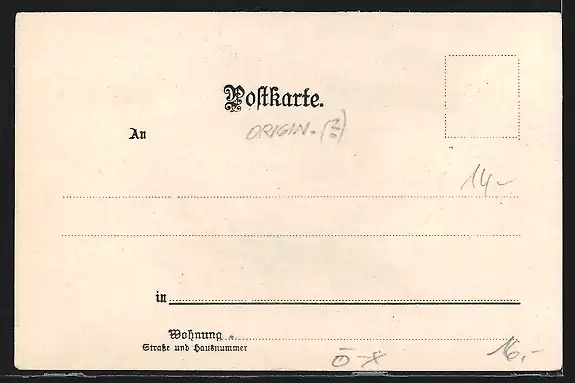 Postkarte.
ORIGIN.
An
14-
in
Wohnung
Straße und Hausnummer
16,-